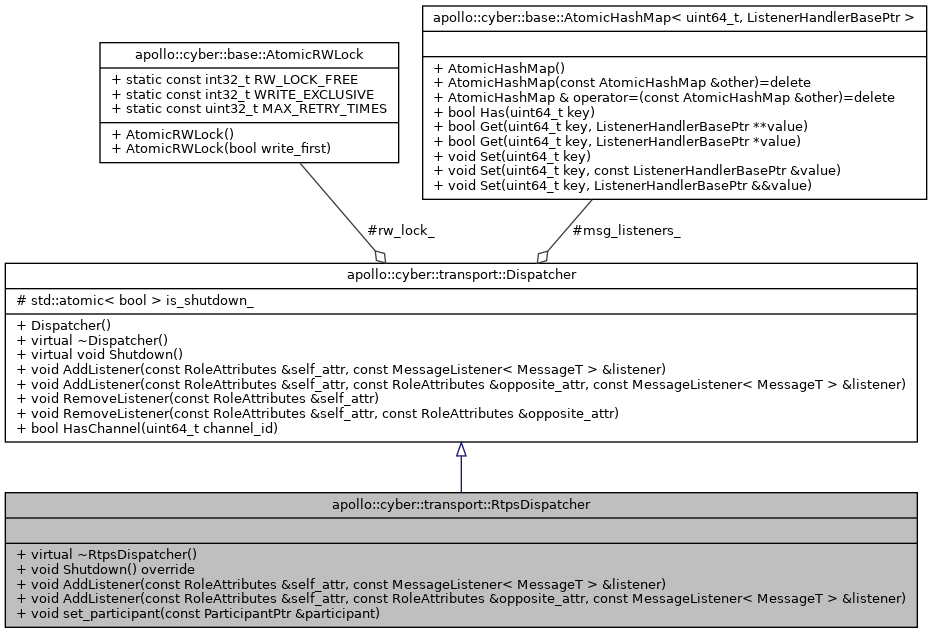 apollo::cyber::base::AtomicHashMap< uint64_t, ListenerHandlerBasePtr >
+ AtomicHashMap()
+ AtomicHashMap(const AtomicHashMap &other)=delete
+ AtomicHashMap & operator=(const AtomicHashMap &other)=delete
+ bool Has(uint64_t key)
+ bool Get(uint64_t key, ListenerHandlerBasePtr **value)
+ bool Get(uint64_t key, ListenerHandlerBasePtr *value)
+ void Set(uint64_t key)
+ void Set(uint64_t key, const ListenerHandlerBasePtr &value)
+ void Set(uint64_t key, ListenerHandlerBasePtr &&value)
apollo::cyber::base::AtomicRWLock
+ static const int32_t RW_LOCK_FREE
+ static const int32_t WRITE_EXCLUSIVE
+ static const uint32_t MAX_RETRY_TIMES
+ AtomicRWLock()
+ AtomicRWLock(bool write_first)
#rw_lock_
#msg_listeners_
apollo::cyber::transport::Dispatcher
# std::atomic< bool > is_shutdown_
+ Dispatcher()
+ virtual ~Dispatcher()
+ virtual void Shutdown()
+ void AddListener(const RoleAttributes &self_attr, const MessageListener< MessageT > &listener)
+ void AddListener(const RoleAttributes &self_attr, const RoleAttributes &opposite_attr, const MessageListener< MessageT > &listener)
+ void RemoveListener(const RoleAttributes &self_attr)
+ void RemoveListener(const RoleAttributes &self_attr, const RoleAttributes &opposite_attr)
+ bool HasChannel(uint64_t channel_id)
apollo::cyber::transport::RtpsDispatcher
+ virtual ~RtpsDispatcher()
+ void Shutdown() override
+ void AddListener(const RoleAttributes &self_attr, const MessageListener< MessageT > &listener)
+ void AddListener(const RoleAttributes &self_attr, const RoleAttributes &opposite_attr, const MessageListener< MessageT > &listener)
+ void set_participant(const ParticipantPtr &participant)